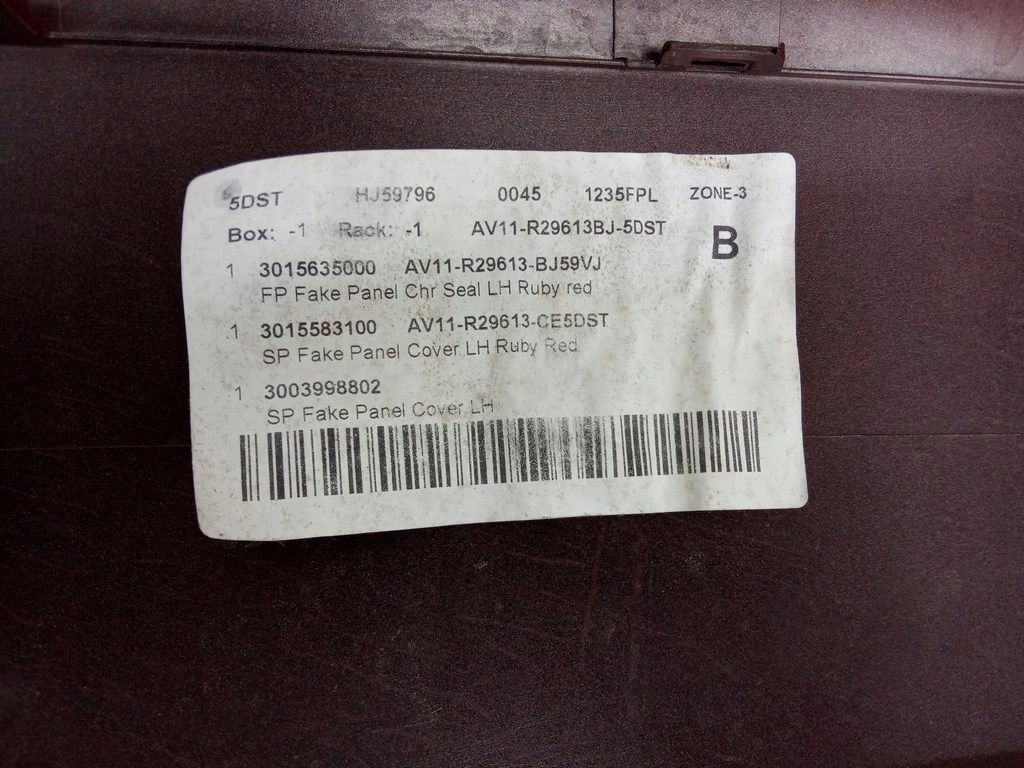 5DST HJ59796 0045 1235FPL ZONE-3
Box: -1 Rack: -1 AV11-R29613BJ-5DST B
1 3015635000 AV11-R29613-BJ59VJ
FP Fake Panel Chr Seal LH Ruby red
1 3015583100 AV11-R29613-CE5DST
SP Fake Panel Cover LH Ruby Red
1 3003998802
SP Fake Panel Cover LH